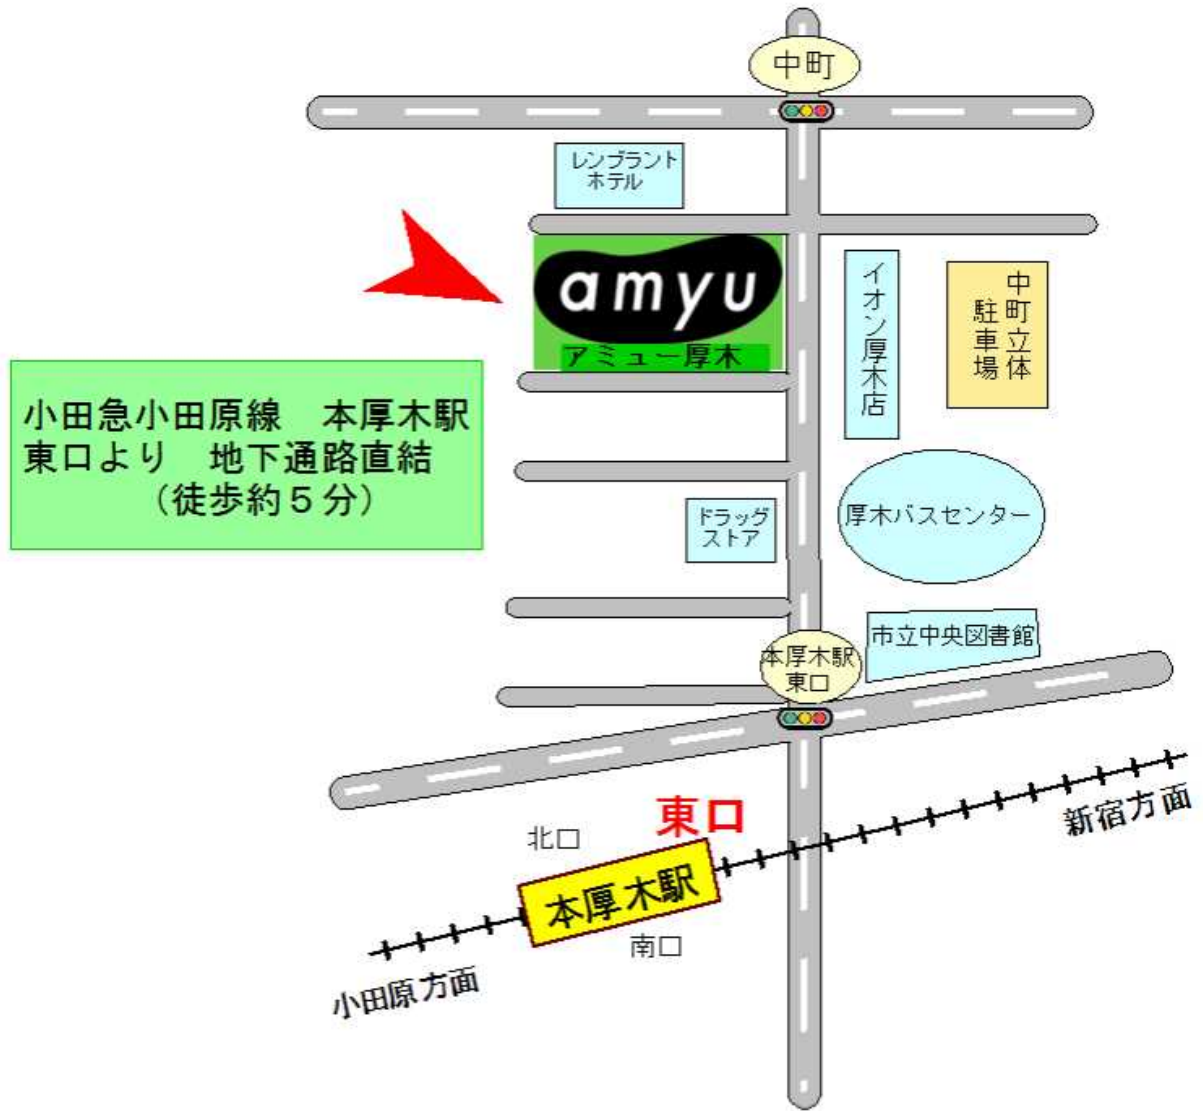 中町
レンブラント
ホテル
amyu
アミュー厚木
イオン厚木店
中町立体
駐車場
小田急小田原線　本厚木駅
東口より　地下通路直結
（徒歩約５分）
ドラッグ
ストア
厚木バスセンター
市立中央図書館
本厚木駅
東口
東口
北口
本厚木駅
南口
新宿方面
小田原方面